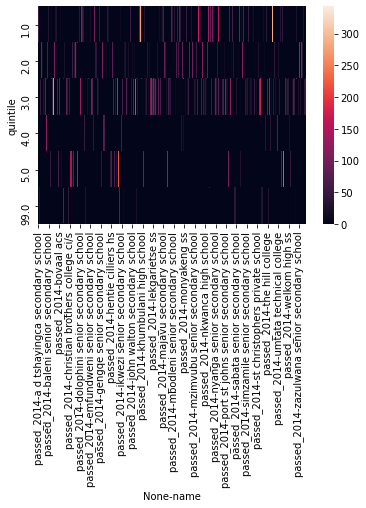 quintile
1.0
2.0
3.0
4.0
5.0
99.0
300
250
200
150
100
50
0
passed_2014-a d tshayingca secondary school
passed_2014-baleni senior secondary school
passed_2014-acs
passed_2014-christian brothers college ci/s
passed_2014-dolophini senior secondary school
passed_2014-emfundweni senior secondary school
passed_2014-gengqe senior secondary school
passed_2014-hentie cilliers hs
passed_2014-ikwezi senior secondary school
passed_2014-john walton secondary school
passed_2014-khambulani high school
passed_2014-lekgarietse ss
passed_2014-majavu secondary school
passed_2014-mbodleni senior secondary school
passed_2014-monyakeng ss
passed_2014-mzimvubu senior secondary school
passed_2014-nkwanca high school
passed_2014-nyanga senior secondary school
passed_2014-port st johns senior secondary school
passed_2014-sabata senior secondary school
passed_2014-simzamile senior secondary school
passed_2014-st christophers private school
passed_2014-the hill college
passed_2014-umtata technical college
passed_2014-welkom high ss
passed_2014-zazulwana senior secondary school
None-name